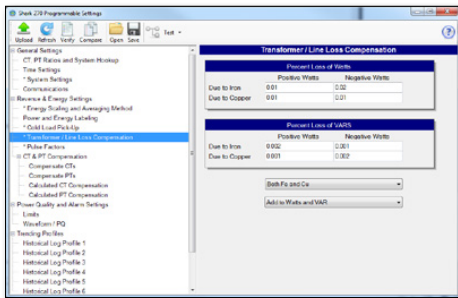 Shark 270 Programmable Settings
Upload Refresh Verify Compare Open Save Text
General Settings
CT, PT Ratios and System Hookup
Time Settings
* System Settings
Communications
Revenue & Energy Settings
* Energy Scaling and Averaging Method
Power and Energy Labeling
* Cold Load Pick-Up
* Transformer / Line Loss Compensation
* Pulse Factors
CT & PT Compensation
Compensate CTs
Compensate PTs
Calculated CT Compensation
Calculated PT Compensation
Power Quality and Alarm Settings
Limits
Waveform / PQ
Trending Profiles
Historical Log Profile 1
Historical Log Profile 2
Historical Log Profile 3
Historical Log Profile 4
Historical Log Profile 5
Historical Log Profile 6
Transformer / Line Loss Compensation
Percent Loss of Watts
Positive Watts Negative Watts
Due to Iron 0.01 0.02
Due to Copper 0.01 0.01
Percent Loss of VARS
Positive Watts Negative Watts
Due to Iron 0.002 0.001
Due to Copper 0.001 0.002
Both Fe and Cu
Add to Watts and VAR